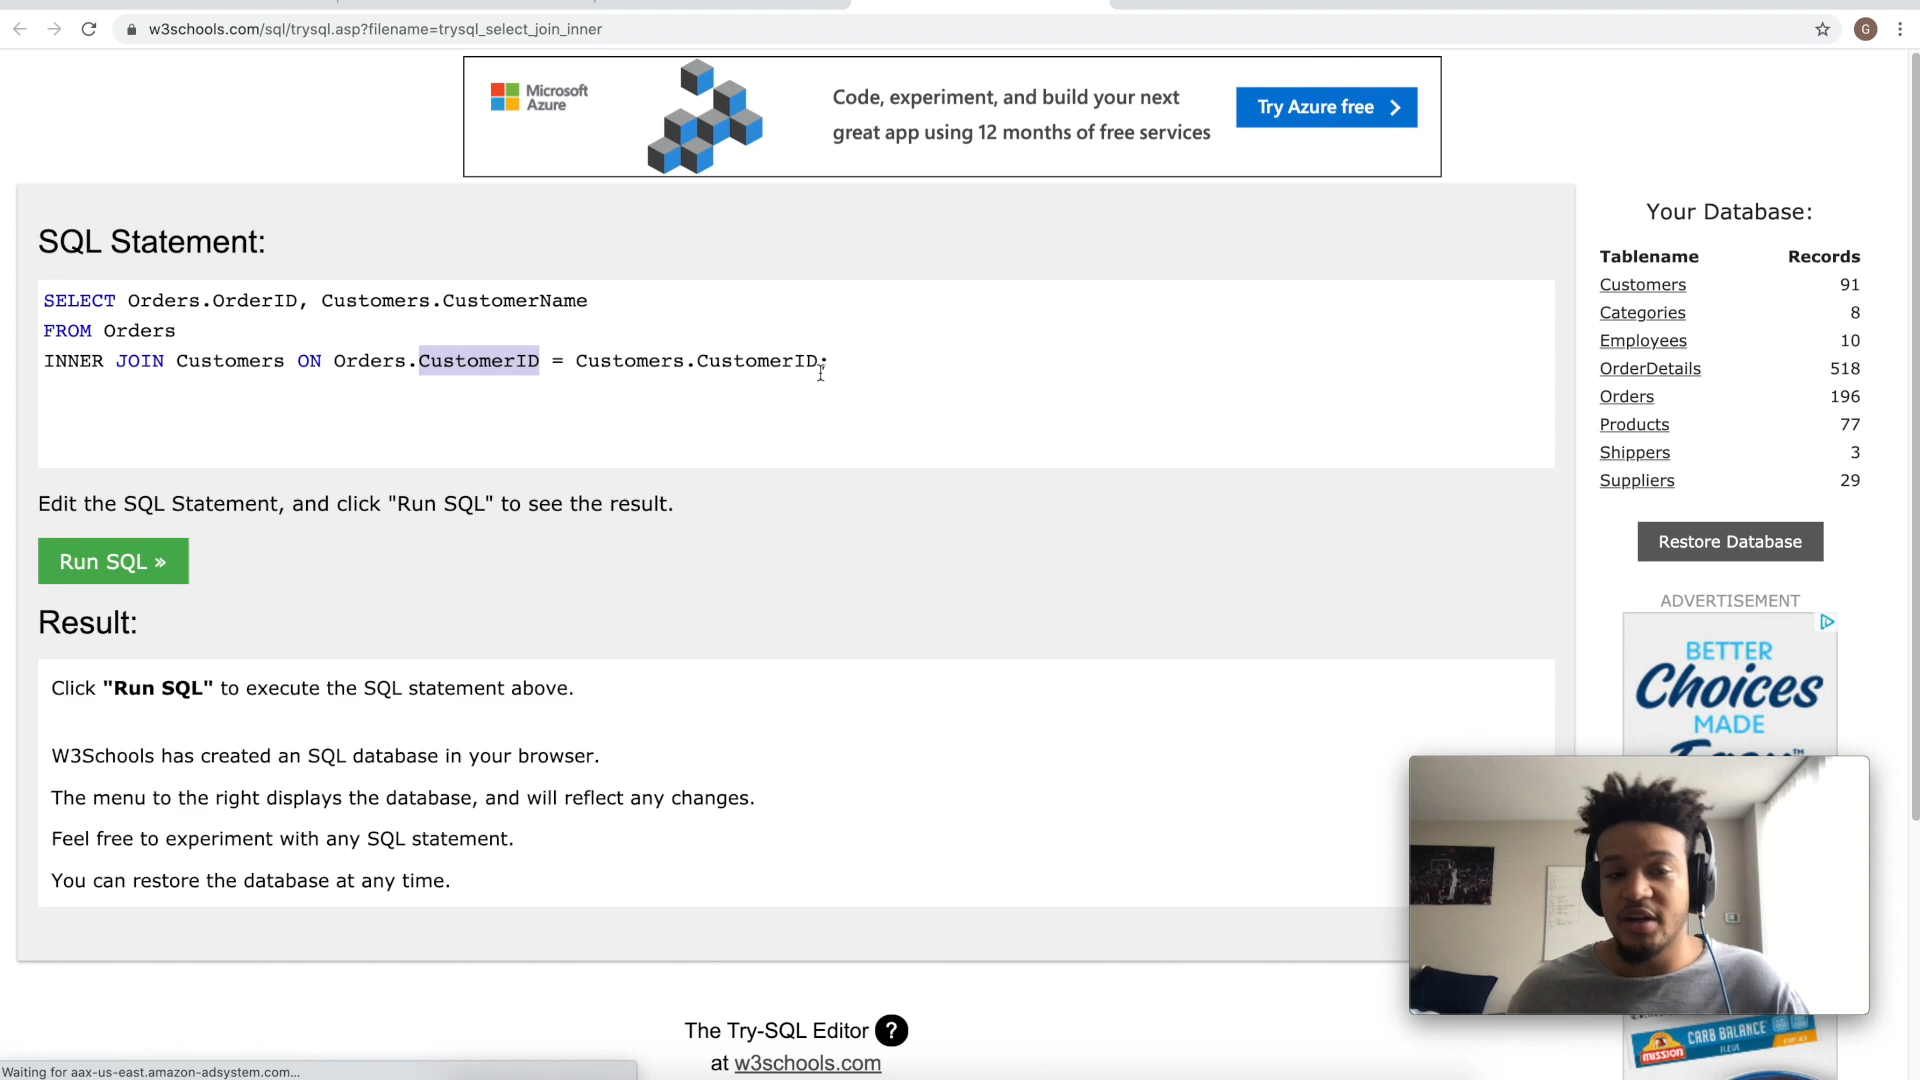 w3schools.com/sql/trysql.asp?filename=trysql_select_join_inner
G
Microsoft
Azure
Code, experiment, and build your next
great app using 12 months of free services
Try Azure free
SQL Statement:
SELECT Orders.OrderID, Customers.CustomerName
FROM Orders
INNER JOIN Customers ON Orders.CustomerID = Customers.CustomerID;
Edit the SQL Statement, and click "Run SQL" to see the result.
Run SQL »
Result:
Click "Run SQL" to execute the SQL statement above.
W3Schools has created an SQL database in your browser.
The menu to the right displays the database, and will reflect any changes.
Feel free to experiment with any SQL statement.
You can restore the database at any time.
Your Database:
Tablename Records
Customers 91
Categories 8
Employees 10
OrderDetails 518
Orders 196
Products 77
Shippers 3
Suppliers 29
Restore Database
ADVERTISEMENT
BETTER
Choices
MADE
MISSION CARB BALANCE
The Try-SQL Editor ?
at w3schools.com
Waiting for aax-us-east.amazon-adsystem.com...